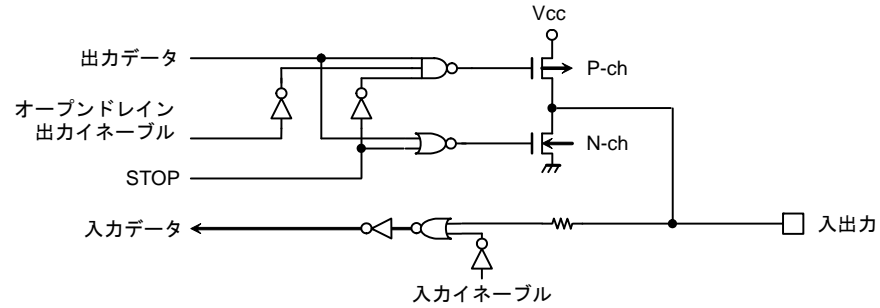 Vcc
出力データ
P-ch
オープンドレイン
出力イネーブル
N-ch
STOP
入力データ
入出力
入力イネーブル